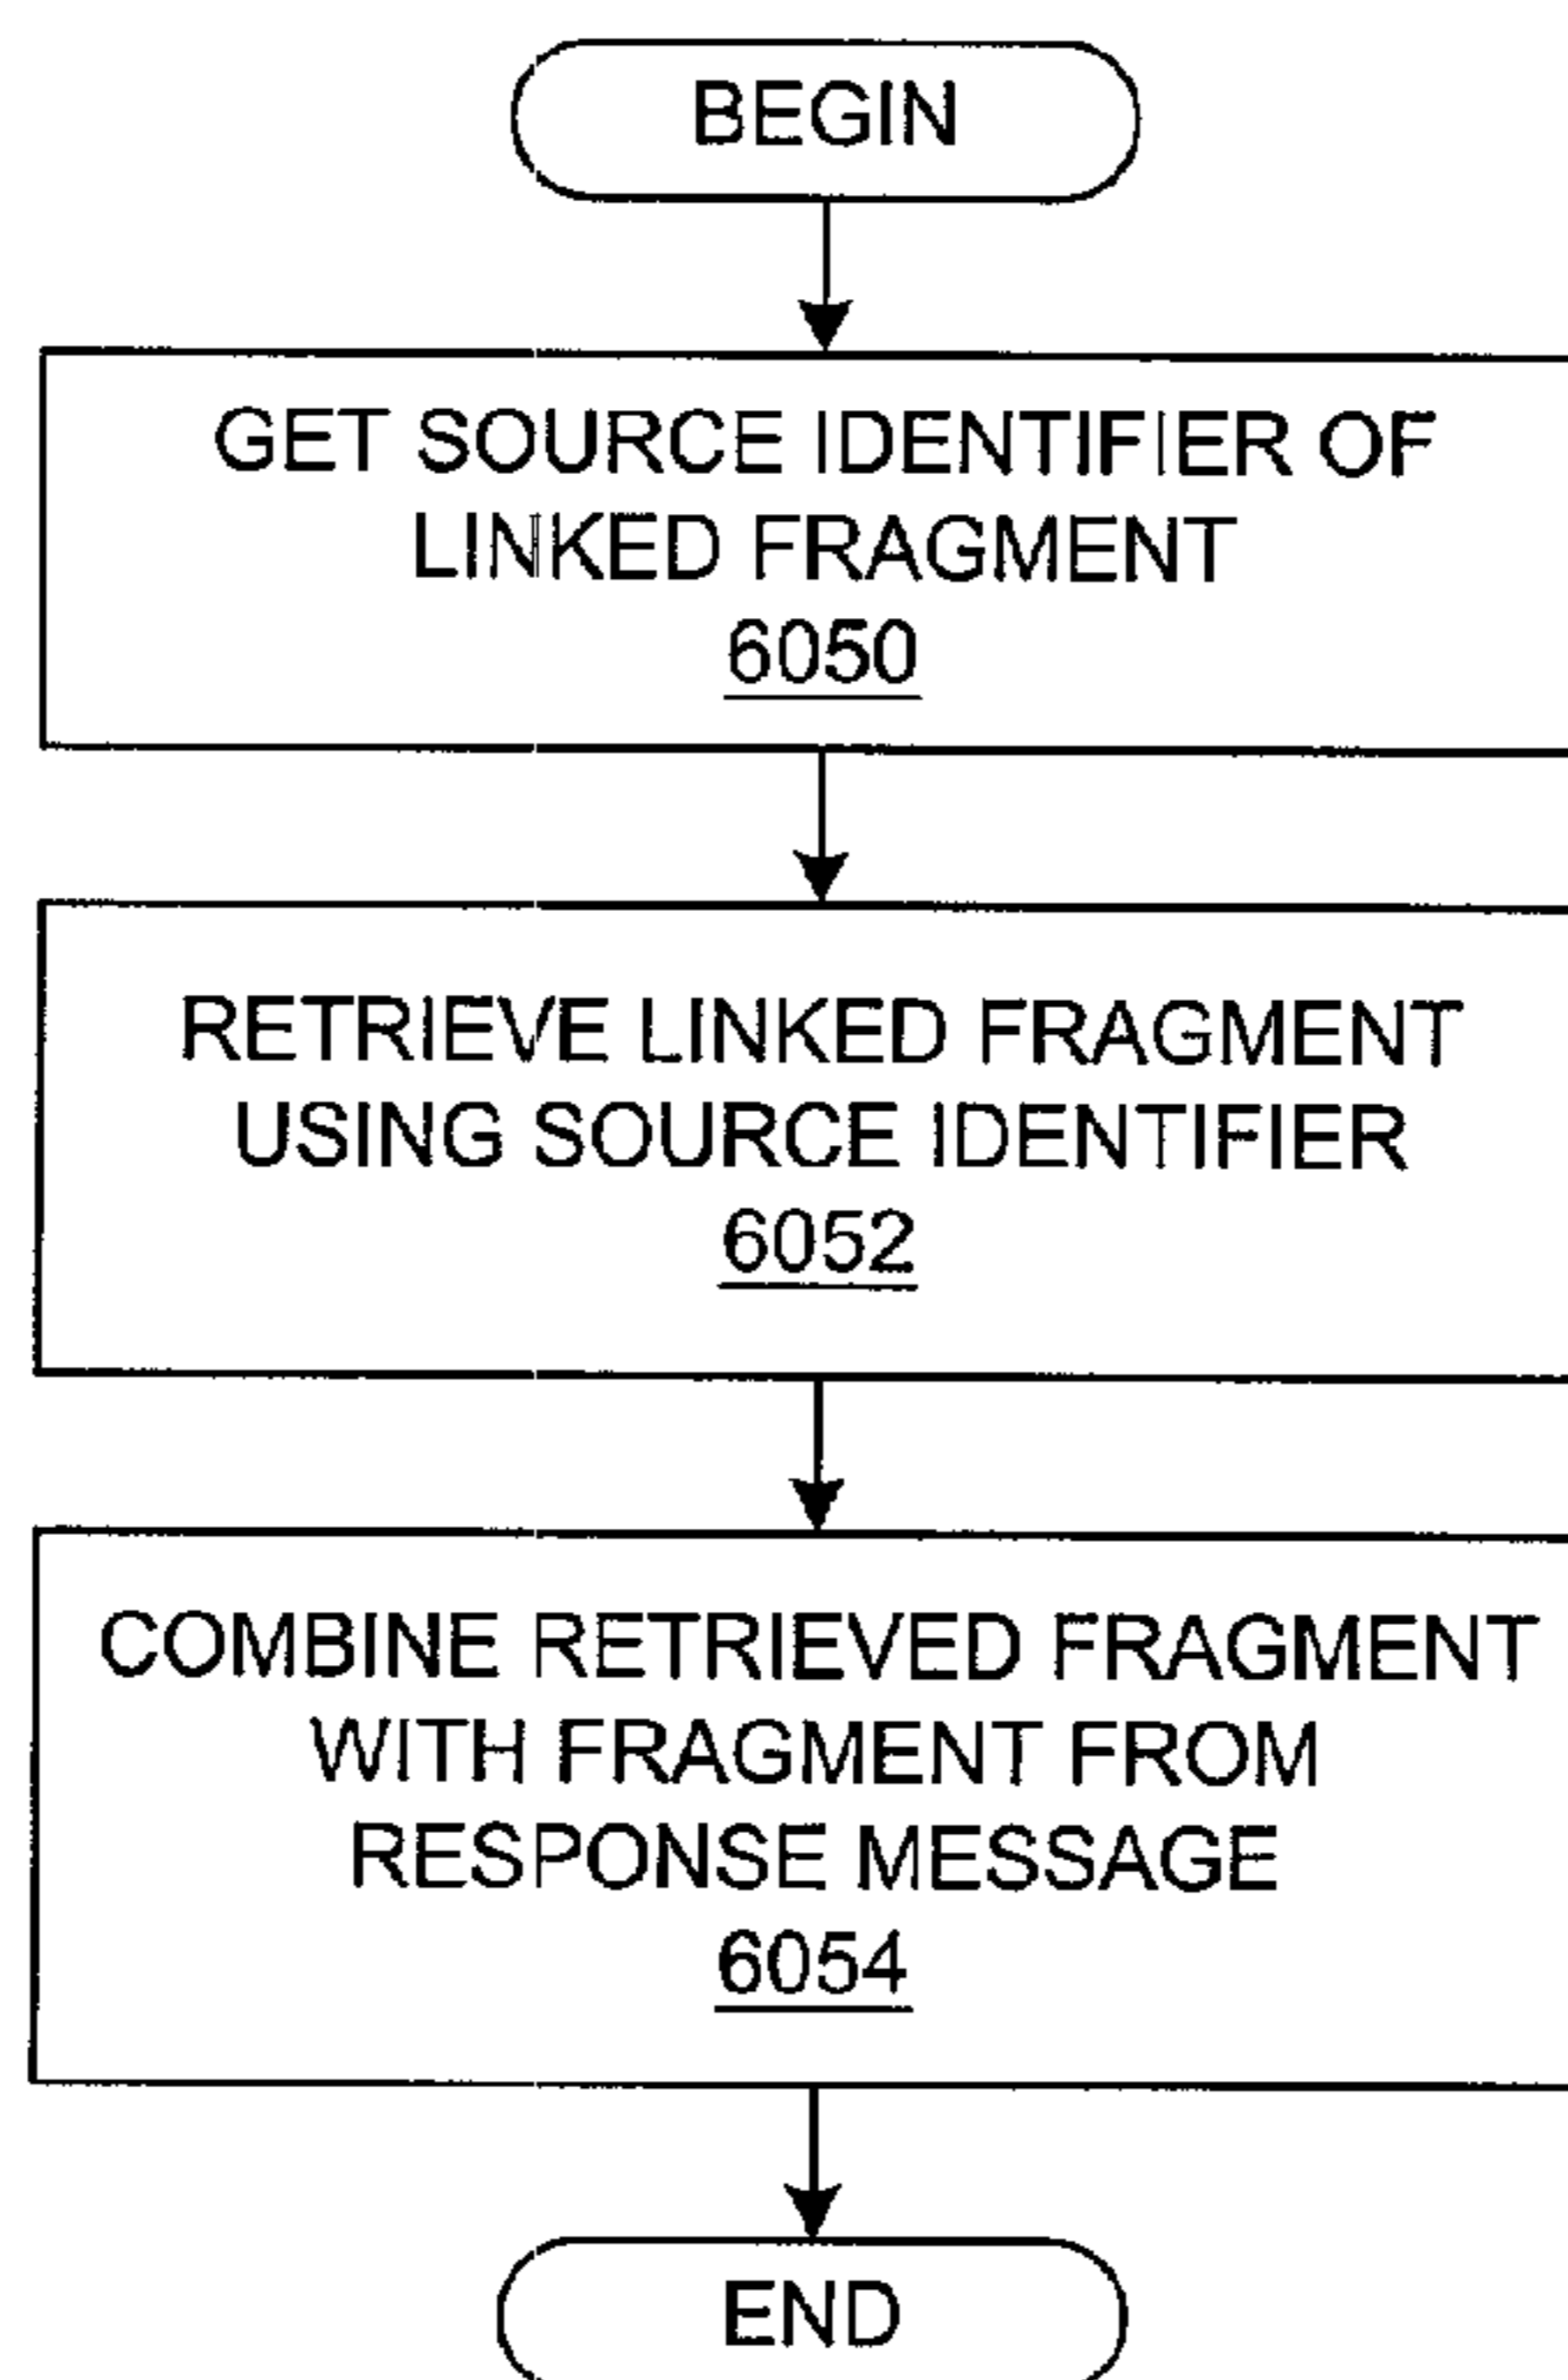 BEGIN
GET SOURCE IDENTIFIER OF
LINKED FRAGMENT
6050
RETRIEVE LINKED FRAGMENT
USING SOURCE IDENTIFIER
6052
COMBINE RETRIEVED FRAGMENT
WITH FRAGMENT FROM
RESPONSE MESSAGE
6054
END